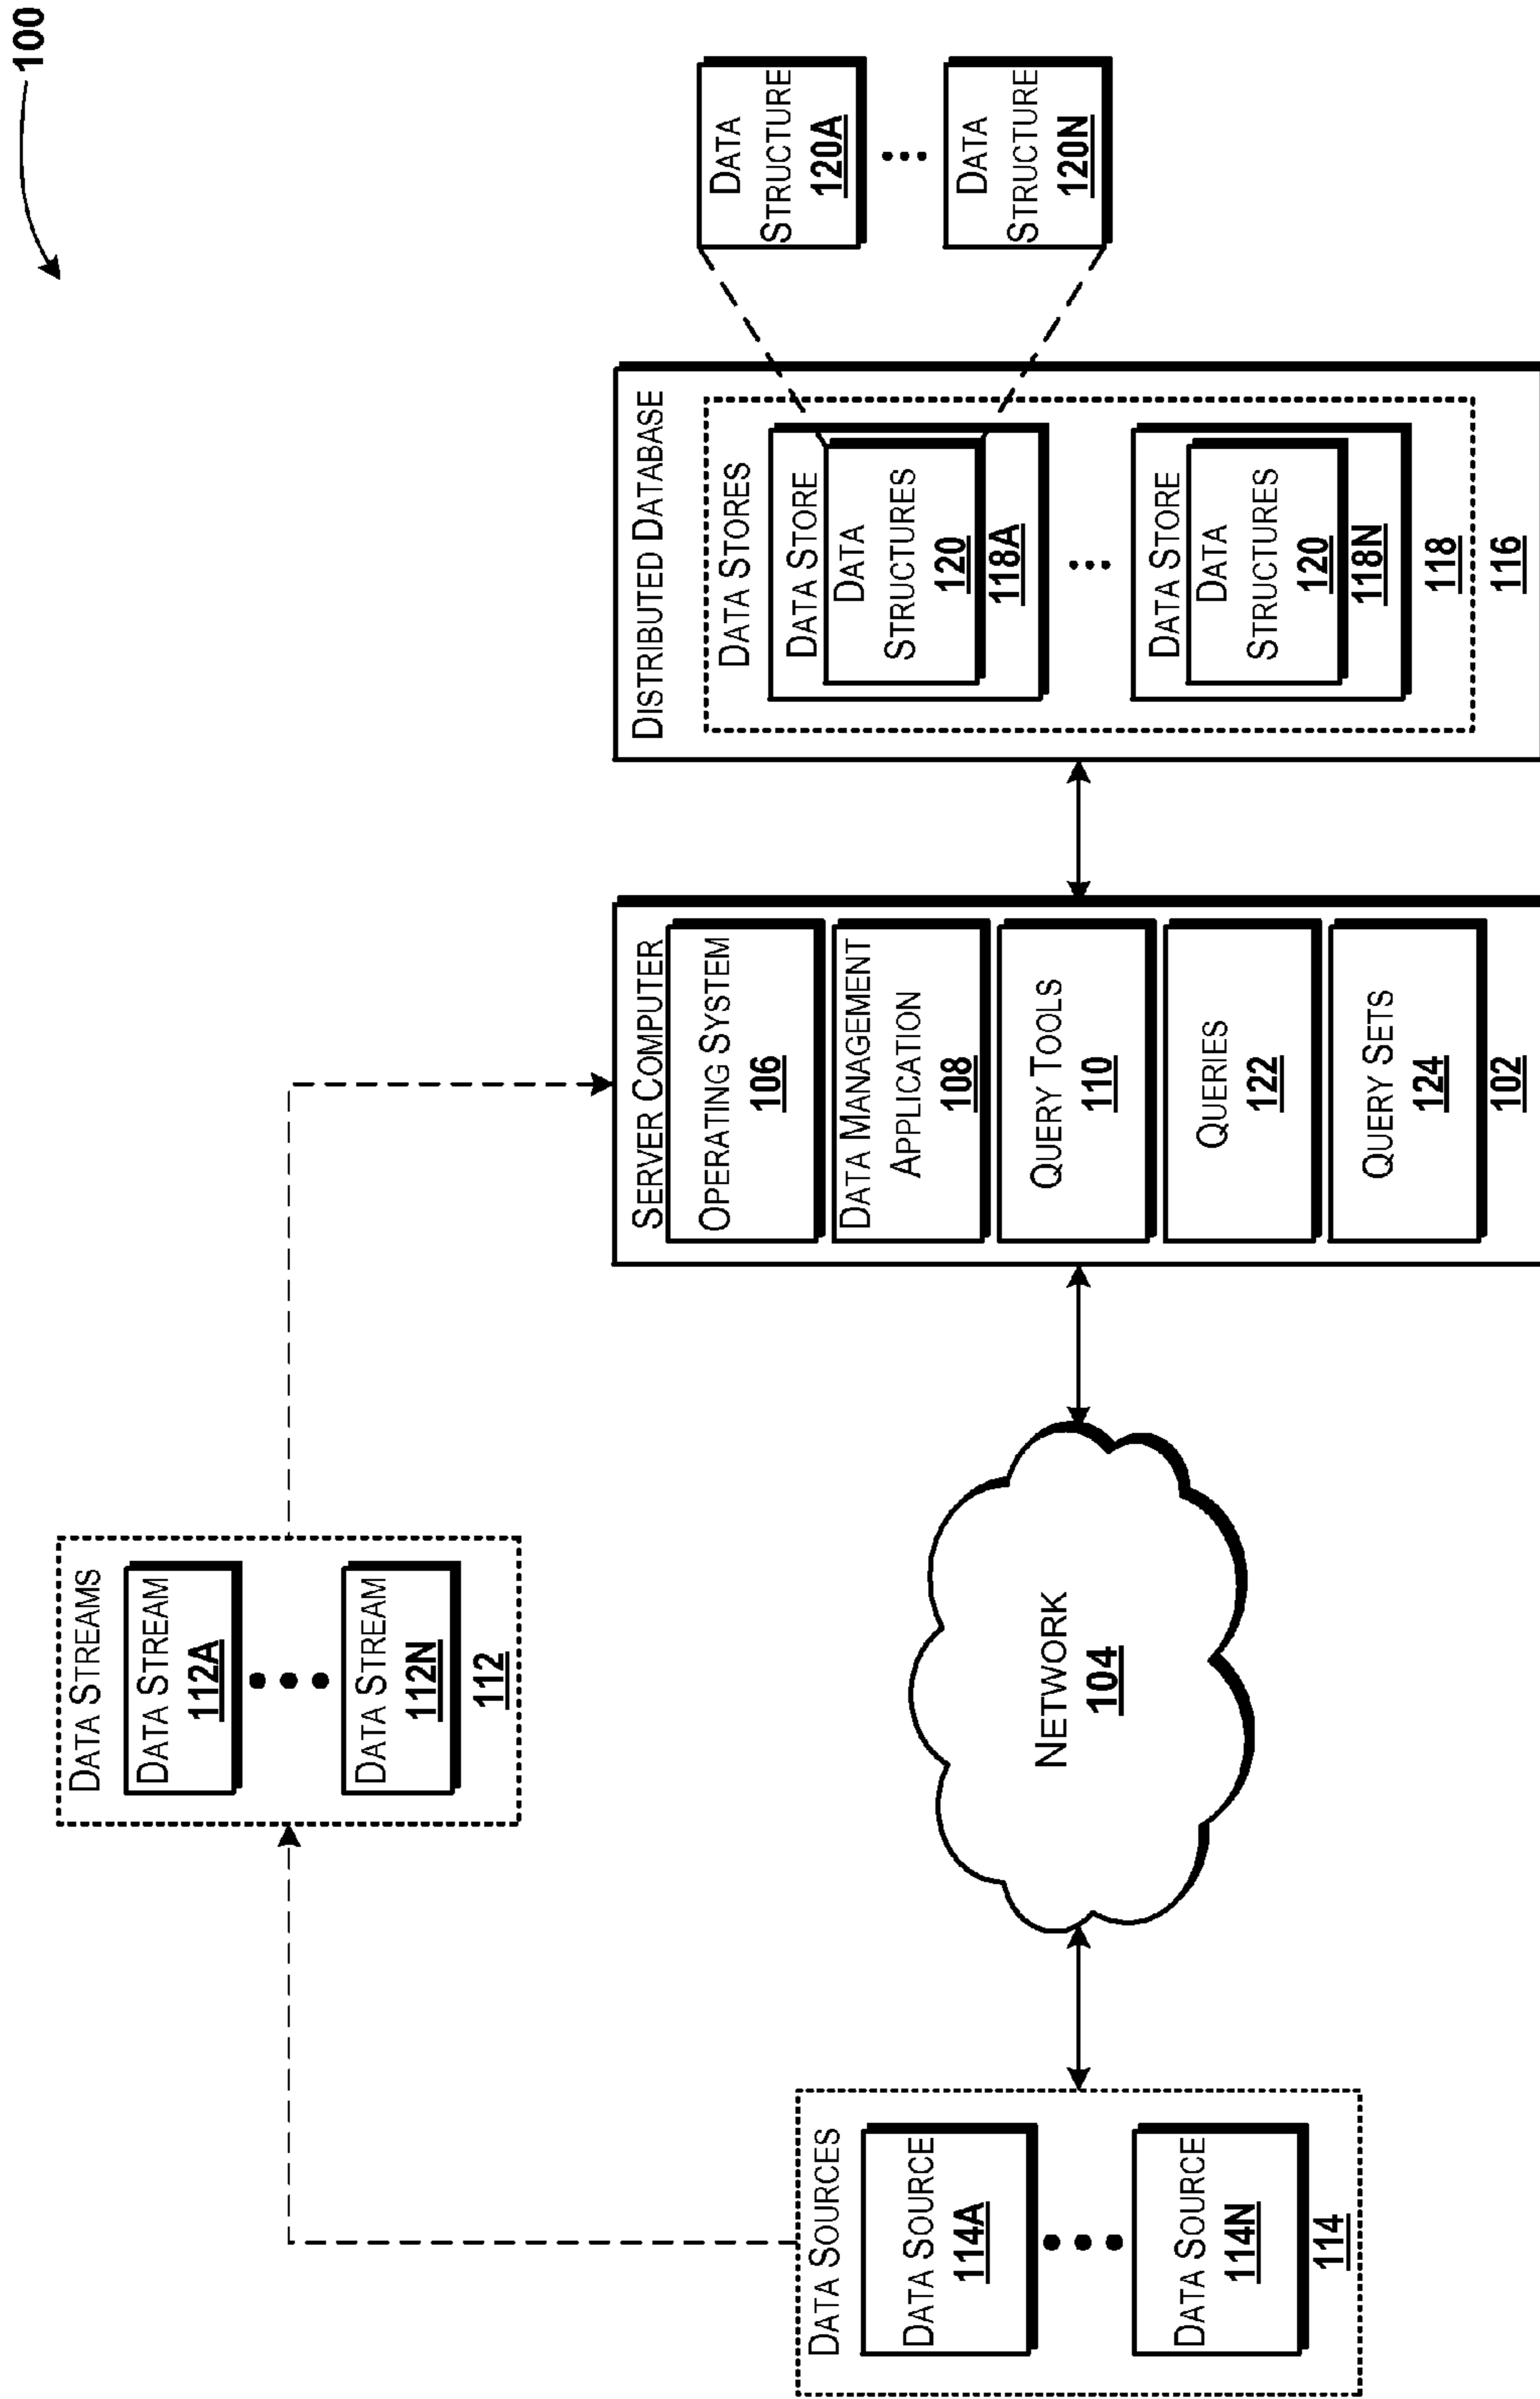 100
DATA STREAMS
DATA STREAM
112A
DATA STREAM
112N
112
DATA SOURCES
DATA SOURCE
114A
DATA SOURCE
114N
114
NETWORK
104
SERVER COMPUTER
OPERATING SYSTEM
106
DATA MANAGEMENT
APPLICATION
108
QUERY TOOLS
110
QUERIES
122
QUERY SETS
124
102
DISTRIBUTED DATABASE
DATA STORES
DATA STORE
DATA
STRUCTURES
120
118A
DATA STORE
DATA
STRUCTURES
120
118N
118
116
DATA
STRUCTURE
120A
DATA
STRUCTURE
120N